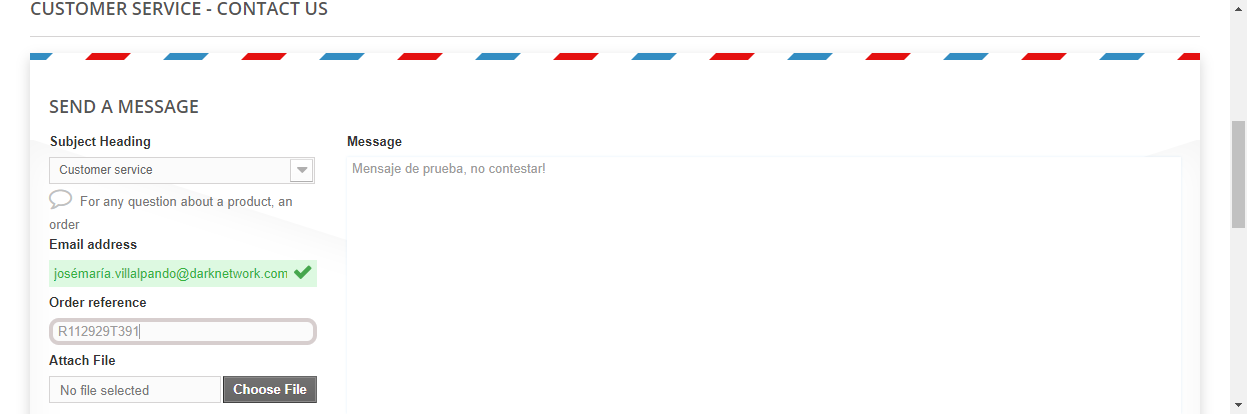 CUSTOMER SERVICE - CONTACT US
SEND A MESSAGE
Subject Heading
Customer service
For any question about a product, an
order
Email address
josémaría.villalpando@darknetwork.com
Order reference
R112929T391
Attach File
No file selected
Choose File
Message
Mensaje de prueba, no contestar!